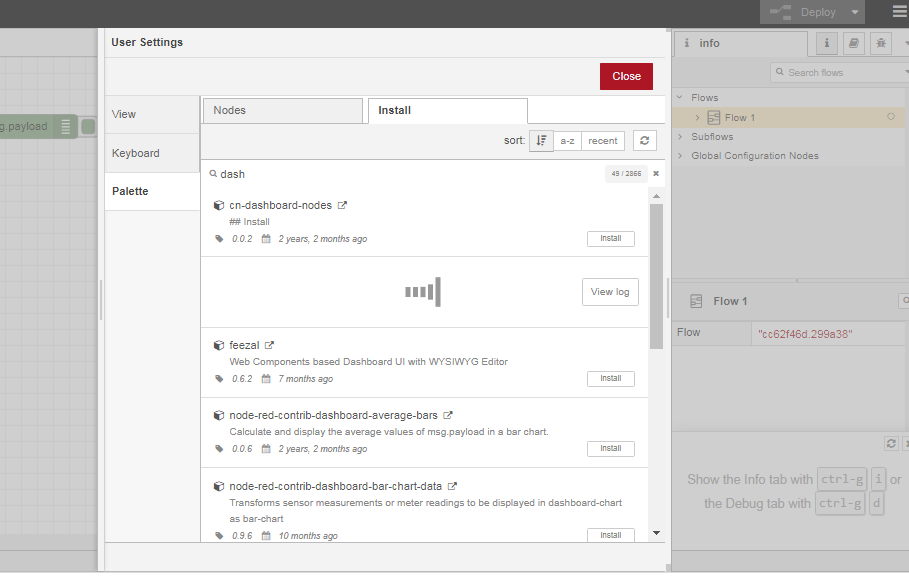 Deploy
User Settings
Close
View
Keyboard
Palette
Nodes
Install
sort:
a-z
recent
dash
49 / 2866
cn-dashboard-nodes
## Install
0.0.2
2 years, 2 months ago
Install
View log
feezal
Web Components based Dashboard UI with WYSIWYG Editor
0.6.2
7 months ago
Install
node-red-contrib-dashboard-average-bars
Calculate and display the average values of msg.payload in a bar chart.
0.0.6
2 years, 2 months ago
Install
node-red-contrib-dashboard-bar-chart-data
Transforms sensor measurements or meter readings to be displayed in dashboard-chart
as bar-chart
0.9.6
10 months ago
Install
g.payload
info
Search flows
Flows
Flow 1
Subflows
Global Configuration Nodes
Flow 1
Flow
"cc62f46d.299a38"
Show the Info tab with ctrl-g i or
the Debug tab with ctrl-g d